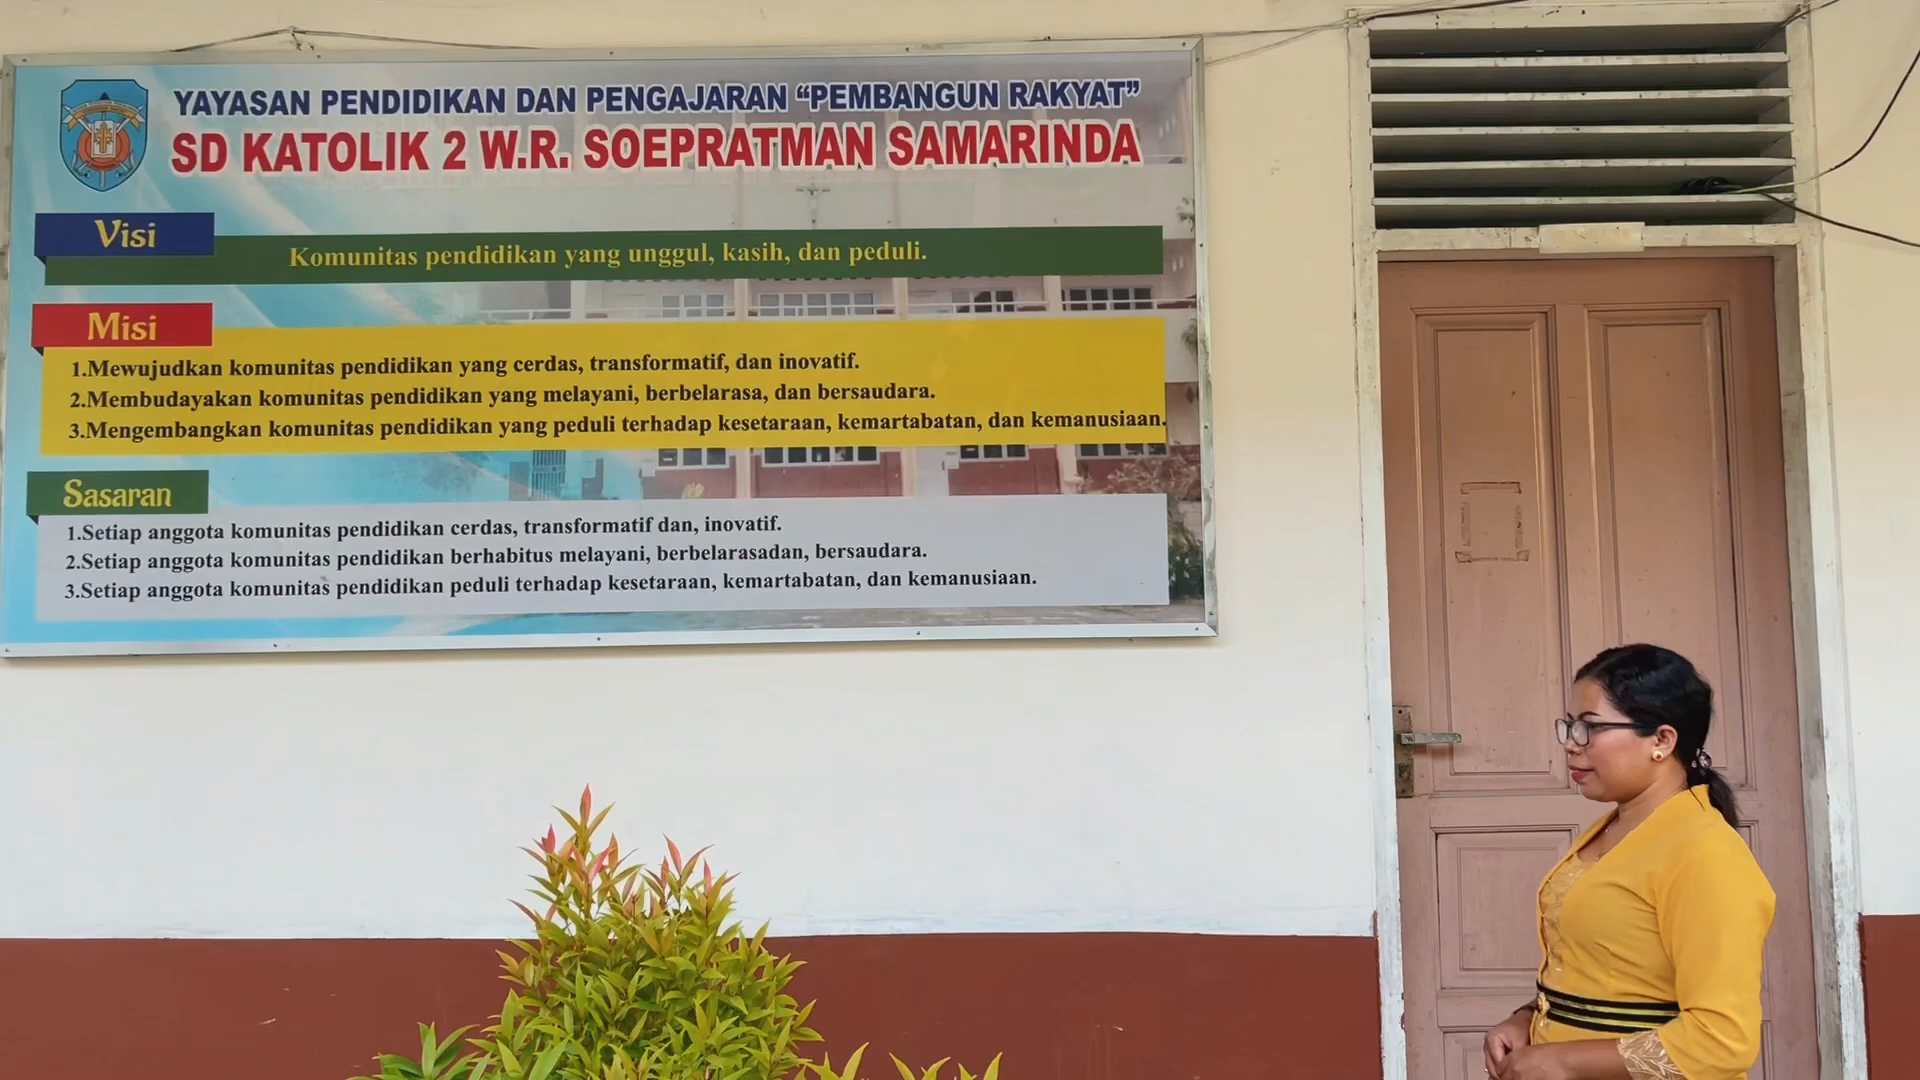 YAYASAN PENDIDIKAN DAN PENGAJARAN “PEMBANGUN RAKYAT”
SD KATOLIK 2 W.R. SOEPRATMAN SAMARINDA
Visi
Komunitas pendidikan yang unggul, kasih, dan peduli.
Misi
1.Mewujudkan komunitas pendidikan yang cerdas, transformatif, dan inovatif.
2.Membudayakan komunitas pendidikan yang melayani, berbelarasa, dan bersaudara.
3.Mengembangkan komunitas pendidikan yang peduli terhadap kesetaraan, kemartabatan, dan kemanusiaan.
Sasaran
1.Setiap anggota komunitas pendidikan cerdas, transformatif dan, inovatif.
2.Setiap anggota komunitas pendidikan berhabitus melayani, berbelarasadan, bersaudara.
3.Setiap anggota komunitas pendidikan peduli terhadap kesetaraan, kemartabatan, dan kemanusiaan.